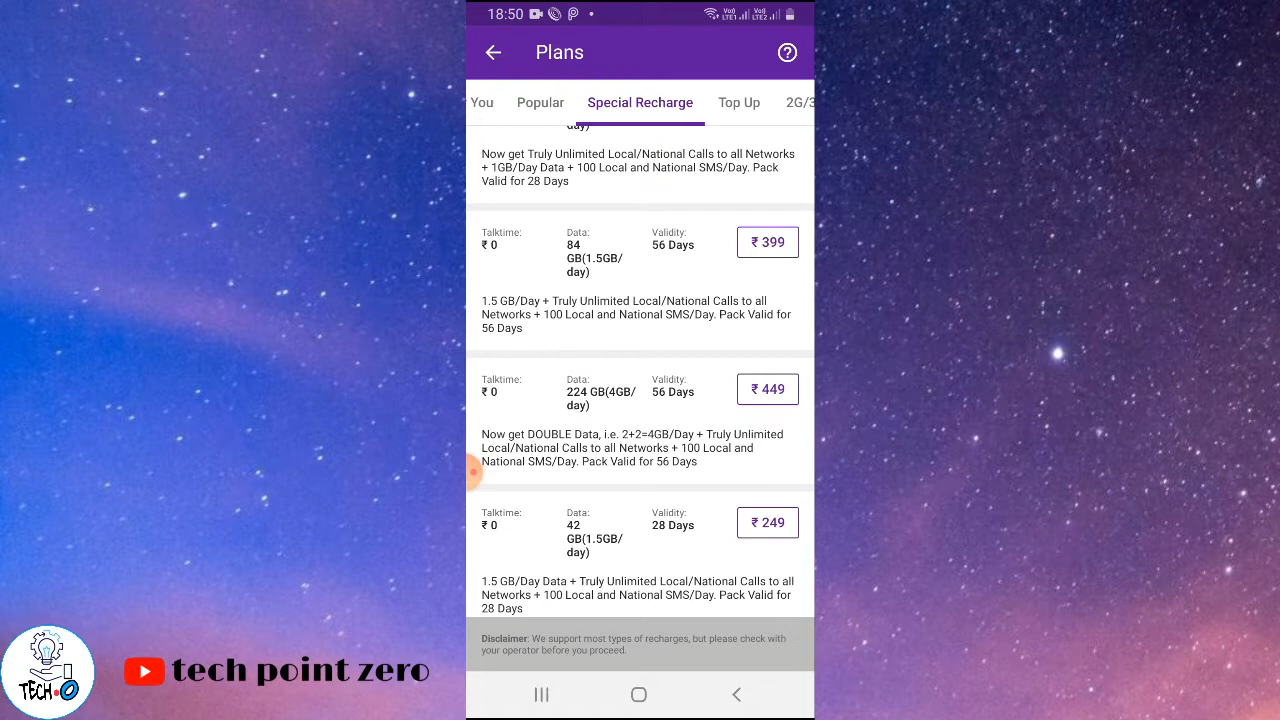 18:50
Vo) LTE1
Vo) LTE2
Plans
You
Popular
Special Recharge
Top Up
2G/3
day)
Now get Truly Unlimited Local/National Calls to all Networks
+ 1GB/Day Data + 100 Local and National SMS/Day. Pack
Valid for 28 Days
Talktime:
₹ 0
Data:
84
GB(1.5GB/
day)
Validity:
56 Days
₹ 399
1.5 GB/Day + Truly Unlimited Local/National Calls to all
Networks + 100 Local and National SMS/Day. Pack Valid for
56 Days
Talktime:
₹ 0
Data:
224 GB(4GB/
day)
Validity:
56 Days
₹ 449
Now get DOUBLE Data, i.e. 2+2=4GB/Day + Truly Unlimited
Local/National Calls to all Networks + 100 Local and
National SMS/Day. Pack Valid for 56 Days
Talktime:
₹ 0
Data:
42
GB(1.5GB/
day)
Validity:
28 Days
₹ 249
1.5 GB/Day Data + Truly Unlimited Local/National Calls to all
Networks + 100 Local and National SMS/Day. Pack Valid for
28 Days
Disclaimer: We support most types of recharges, but please check with
your operator before you proceed.
TECH.O
tech point zero